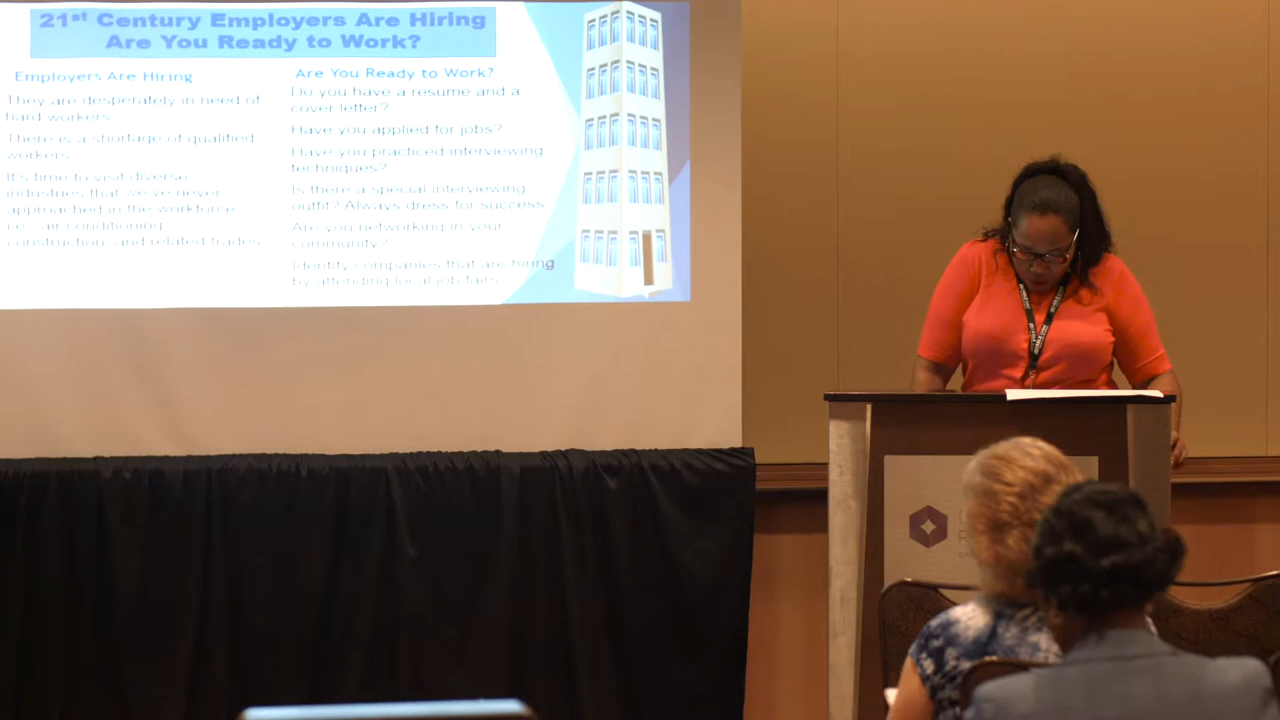 21st Century Employers Are Hiring
Are You Ready to Work?
Employers Are Hiring
They are desperately in need of
hard workers
There is a shortage of qualified
workers
It's time to visit diverse
industries that we've never
approached in the workforce
i.e. air conditioning
construction, and related trades
Are You Ready to Work?
Do you have a resume and a
cover letter?
Have you applied for jobs?
Have you practiced interviewing
techniques?
Is there a special interviewing
outfit? Always dress for success
Are you networking in your
community?
Identify companies that are hiring
by attending local job fairs